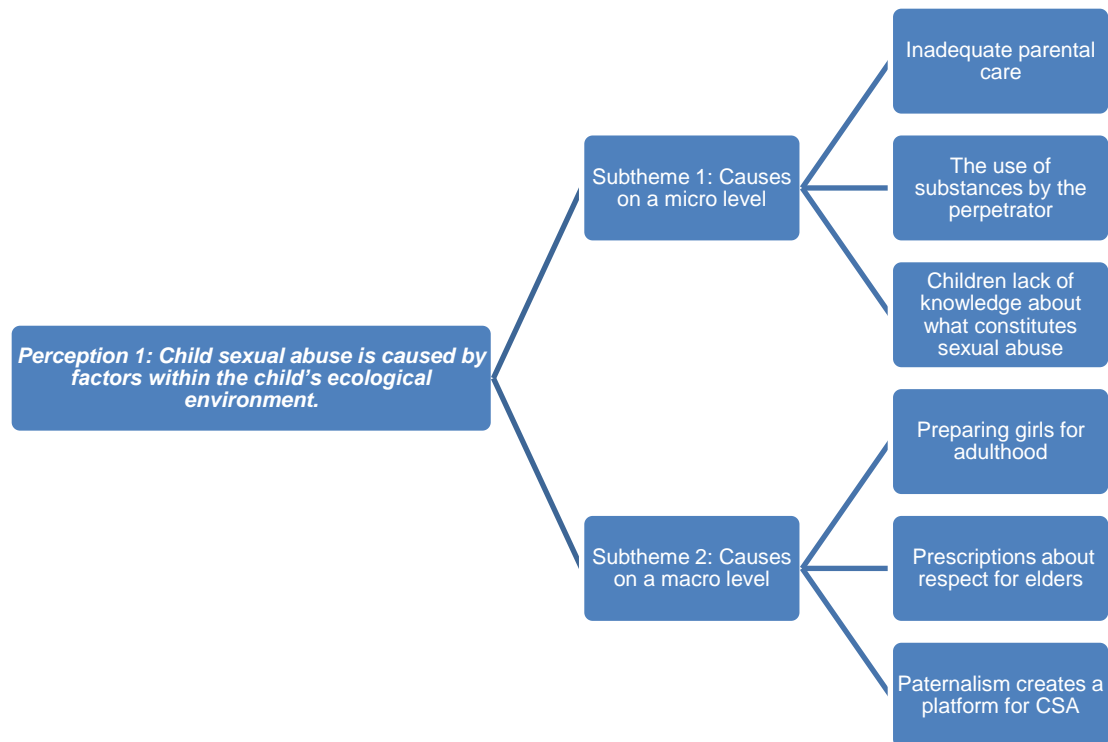 Perception 1: Child sexual abuse is caused by
factors within the child’s ecological
environment.
Subtheme 1: Causes
on a micro level
Inadequate parental
care
The use of
substances by the
perpetrator
Children lack of
knowledge about
what constitutes
sexual abuse
Subtheme 2: Causes
on a macro level
Preparing girls for
adulthood
Prescriptions about
respect for elders
Paternalism creates a
platform for CSA